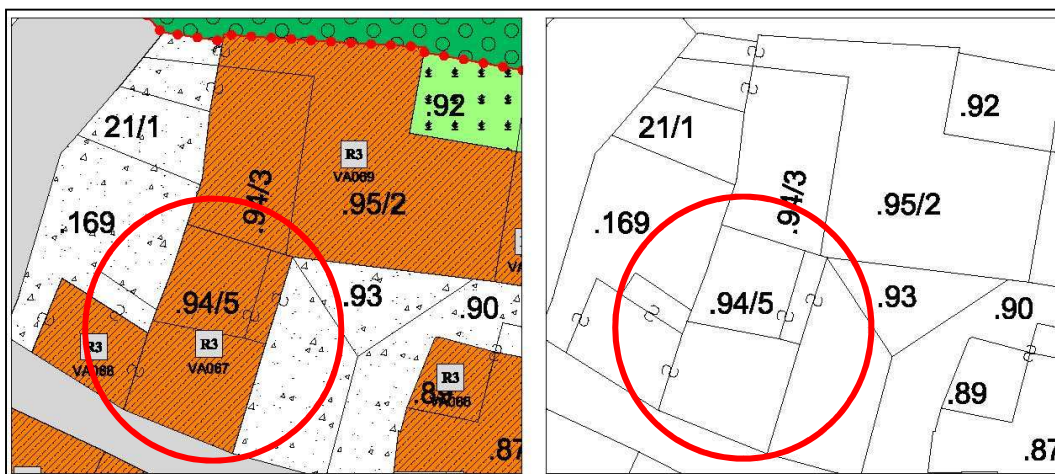 .92
21/1
R3
VA069
.94/3
.95/2
.169
.94/5
.93
.90
R3
VA068
R3
VA067
R3
VA066
.89
.87
.92
21/1
.94/3
.95/2
.169
.94/5
.93
.90
.89
.87